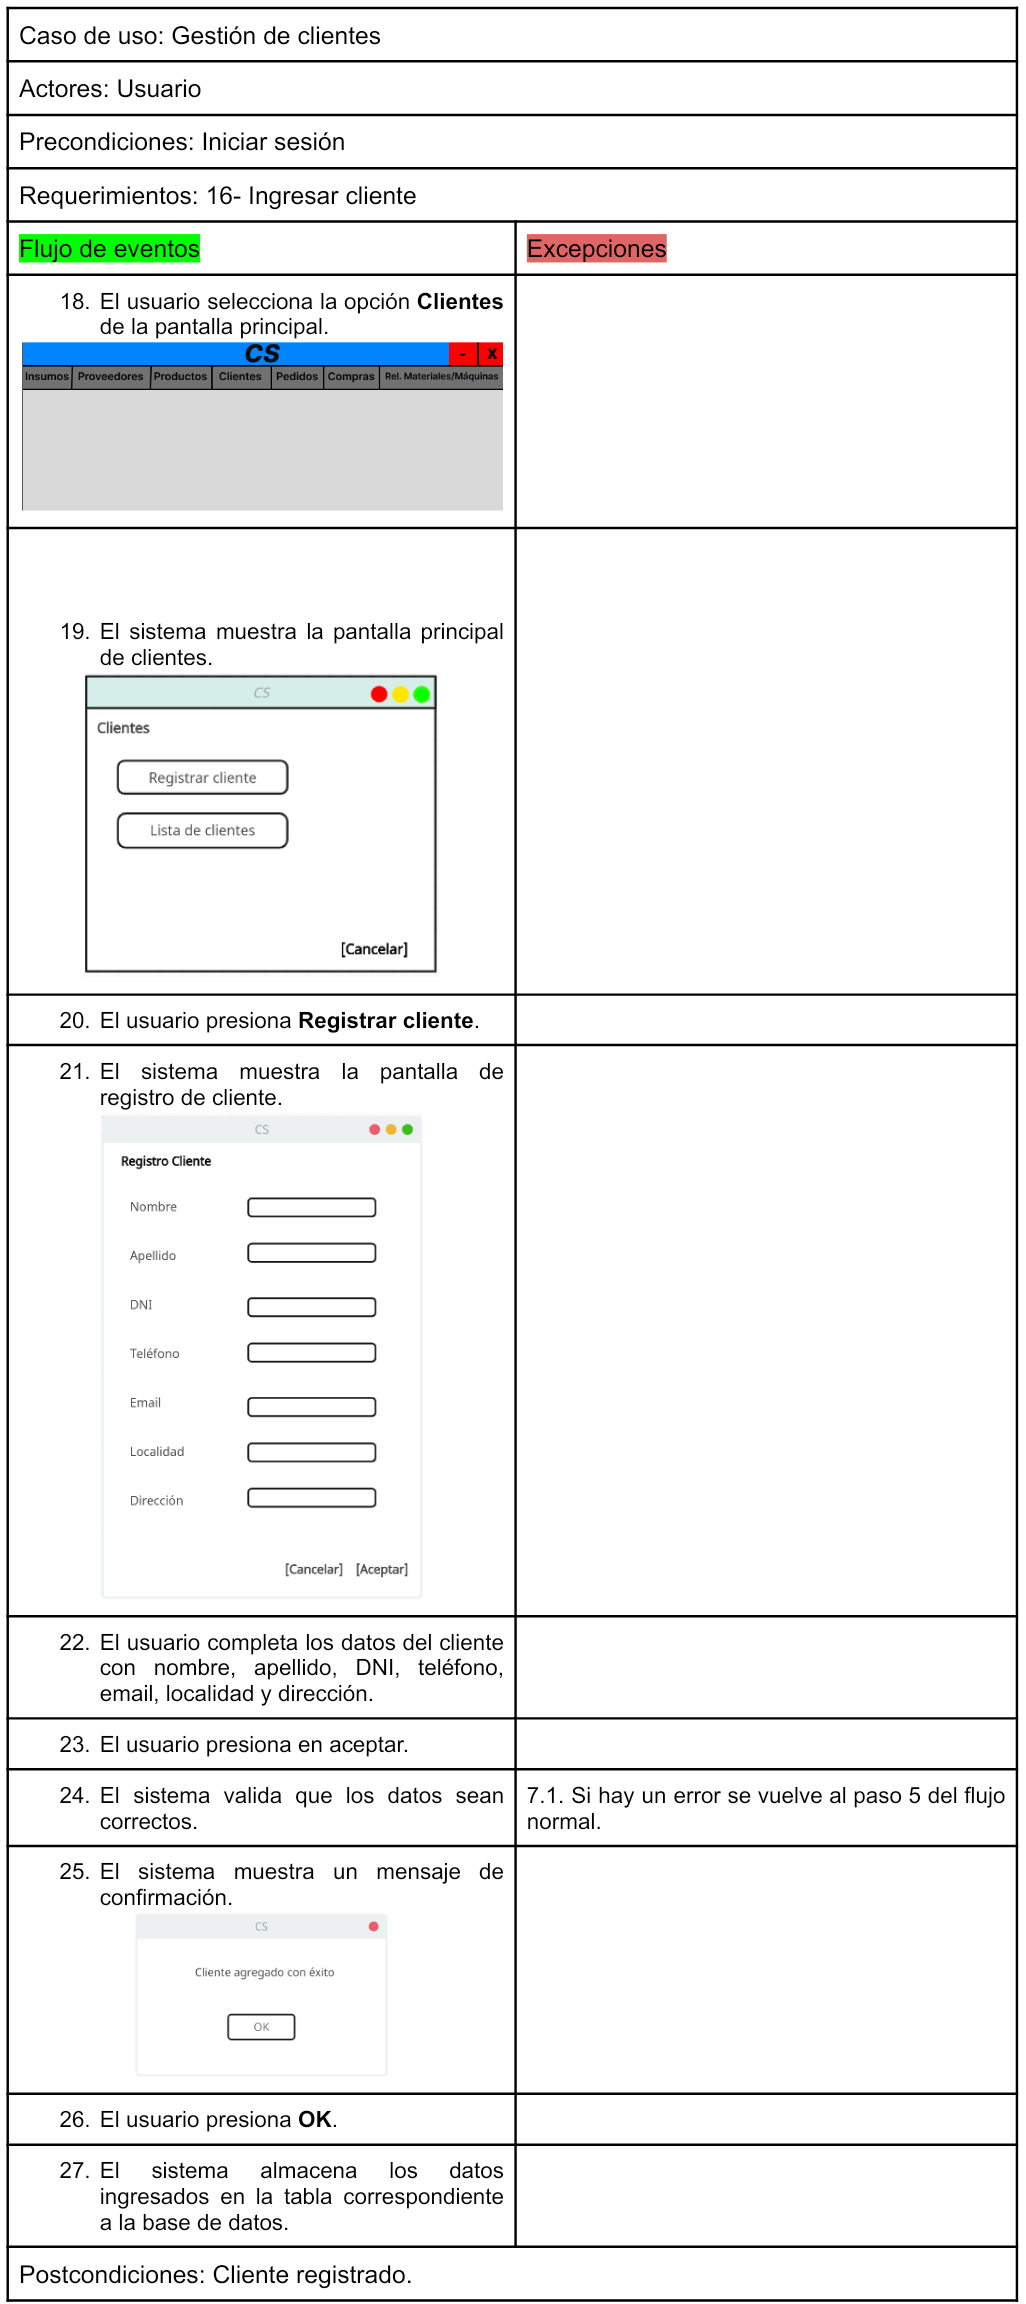 Caso de uso: Gestión de clientes
Actores: Usuario
Precondiciones: Iniciar sesión
Requerimientos: 16- Ingresar cliente
Flujo de eventos
Excepciones
18. El usuario selecciona la opción Clientes
de la pantalla principal.
CS
- X
Insumos Proveedores Productos Clientes Pedidos Compras Rel. Materiales/Máquinas
19. El sistema muestra la pantalla principal
de clientes.
CS
Clientes
Registrar cliente
Lista de clientes
[Cancelar]
20. El usuario presiona Registrar cliente.
21. El sistema muestra la pantalla de
registro de cliente.
CS
Registro Cliente
Nombre
Apellido
DNI
Teléfono
Email
Localidad
Dirección
[Cancelar] [Aceptar]
22. El usuario completa los datos del cliente
con nombre, apellido, DNI, teléfono,
email, localidad y dirección.
23. El usuario presiona en aceptar.
24. El sistema valida que los datos sean
correctos.
7.1. Si hay un error se vuelve al paso 5 del flujo
normal.
25. El sistema muestra un mensaje de
confirmación.
CS
Cliente agregado con éxito
OK
26. El usuario presiona OK.
27. El sistema almacena los datos
ingresados en la tabla correspondiente
a la base de datos.
Postcondiciones: Cliente registrado.